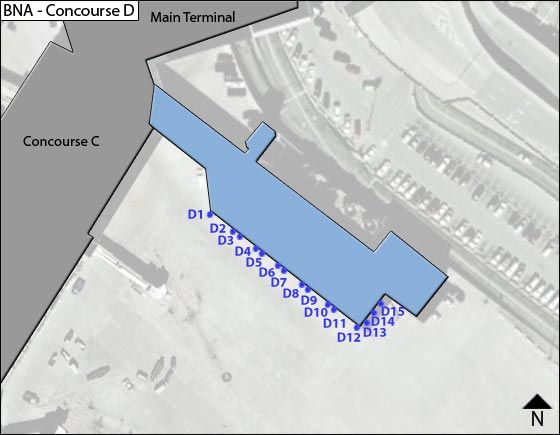 BNA - Concourse D
Main Terminal
Concourse C
D1
D2
D3
D4
D5
D6
D7
D8
D9
D10
D11
D12
D13
D14
D15
N